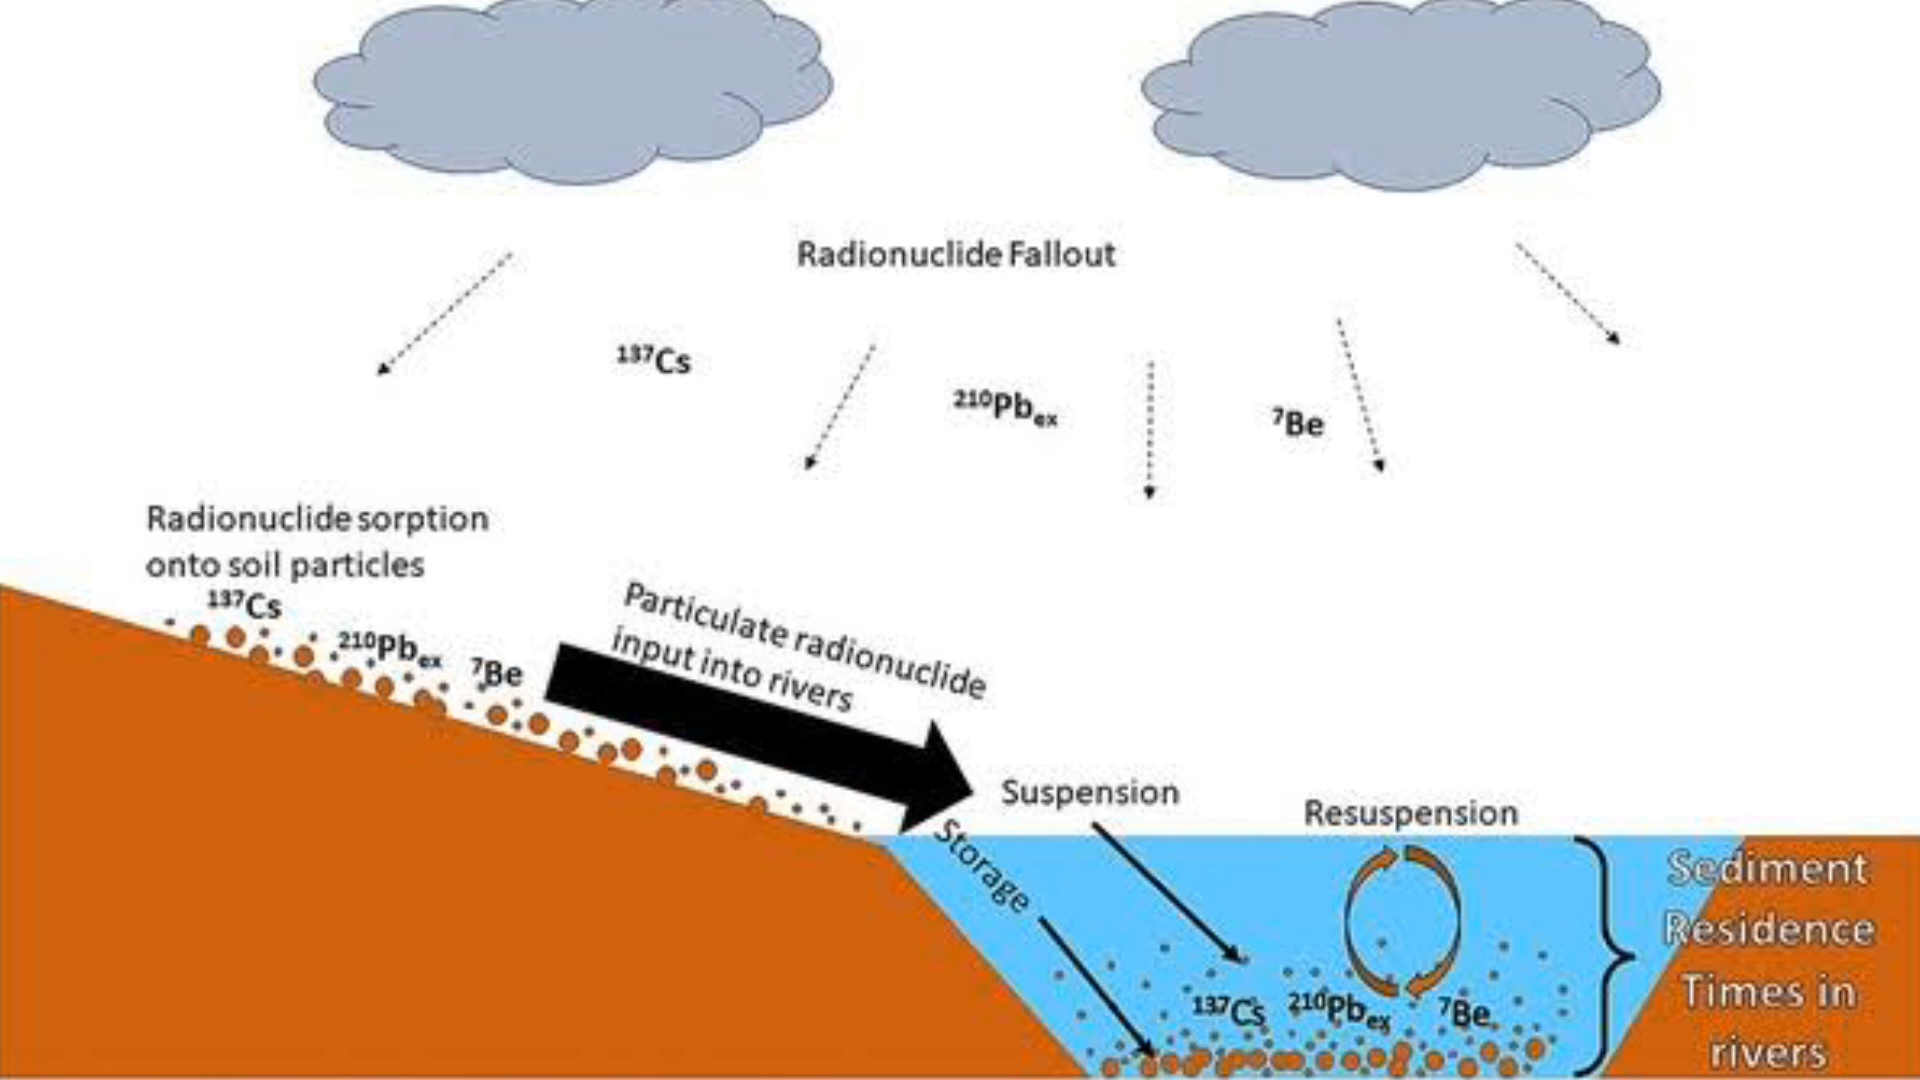 Radionuclide Fallout
¹³⁷Cs
²¹⁰Pbₑₓ
⁷Be
Radionuclide sorption
onto soil particles
¹³⁷Cs
²¹⁰Pbₑₓ
⁷Be
Particulate radionuclide
input into rivers
Suspension
Storage
Resuspension
¹³⁷Cs
²¹⁰Pbₑₓ
⁷Be
Sediment
Residence
Times in
rivers